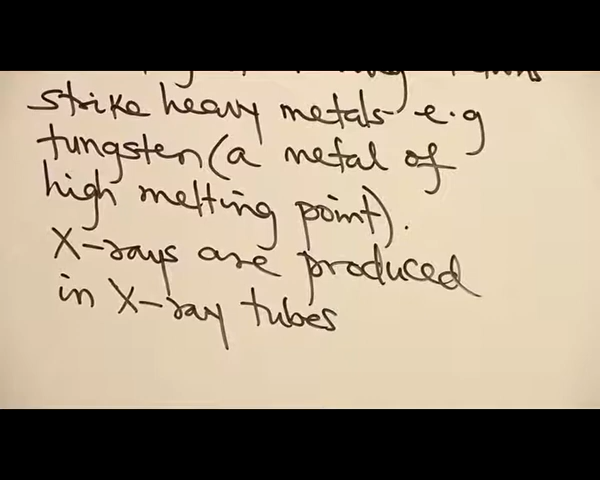 strike heavy metals e.g
tungsten (a metal of
high melting point).
X-rays are produced
in X-ray tubes